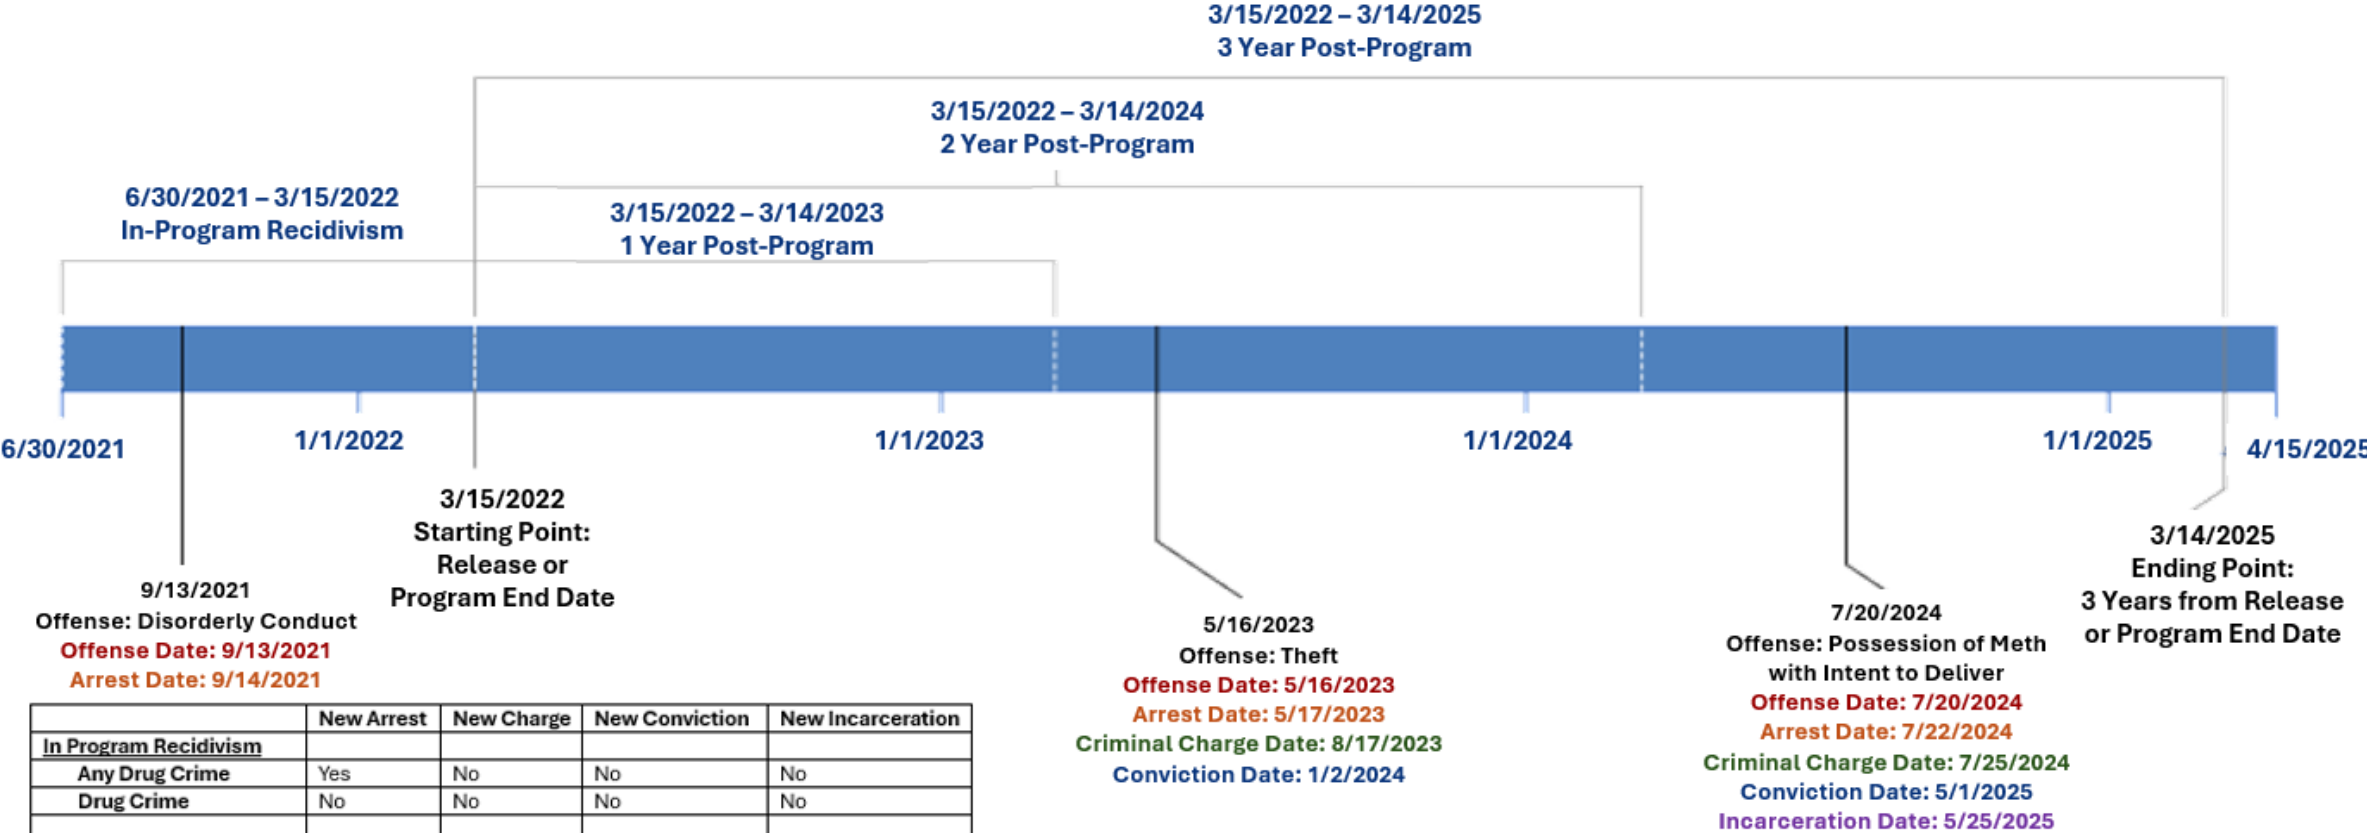 3/15/2022 – 3/14/2025
3 Year Post-Program
3/15/2022 – 3/14/2024
2 Year Post-Program
6/30/2021 – 3/15/2022
In-Program Recidivism
3/15/2022 – 3/14/2023
1 Year Post-Program
6/30/2021
1/1/2022
1/1/2023
1/1/2024
1/1/2025
4/15/2025
3/15/2022
Starting Point:
Release or
Program End Date
3/14/2025
Ending Point:
3 Years from Release
or Program End Date
9/13/2021
Offense: Disorderly Conduct
Offense Date: 9/13/2021
Arrest Date: 9/14/2021
5/16/2023
Offense: Theft
Offense Date: 5/16/2023
Arrest Date: 5/17/2023
Criminal Charge Date: 8/17/2023
Conviction Date: 1/2/2024
7/20/2024
Offense: Possession of Meth
with Intent to Deliver
Offense Date: 7/20/2024
Arrest Date: 7/22/2024
Criminal Charge Date: 7/25/2024
Conviction Date: 5/1/2025
Incarceration Date: 5/25/2025
New Arrest New Charge New Conviction New Incarceration
In Program Recidivism
Any Drug Crime Yes No No No
Drug Crime No No No No